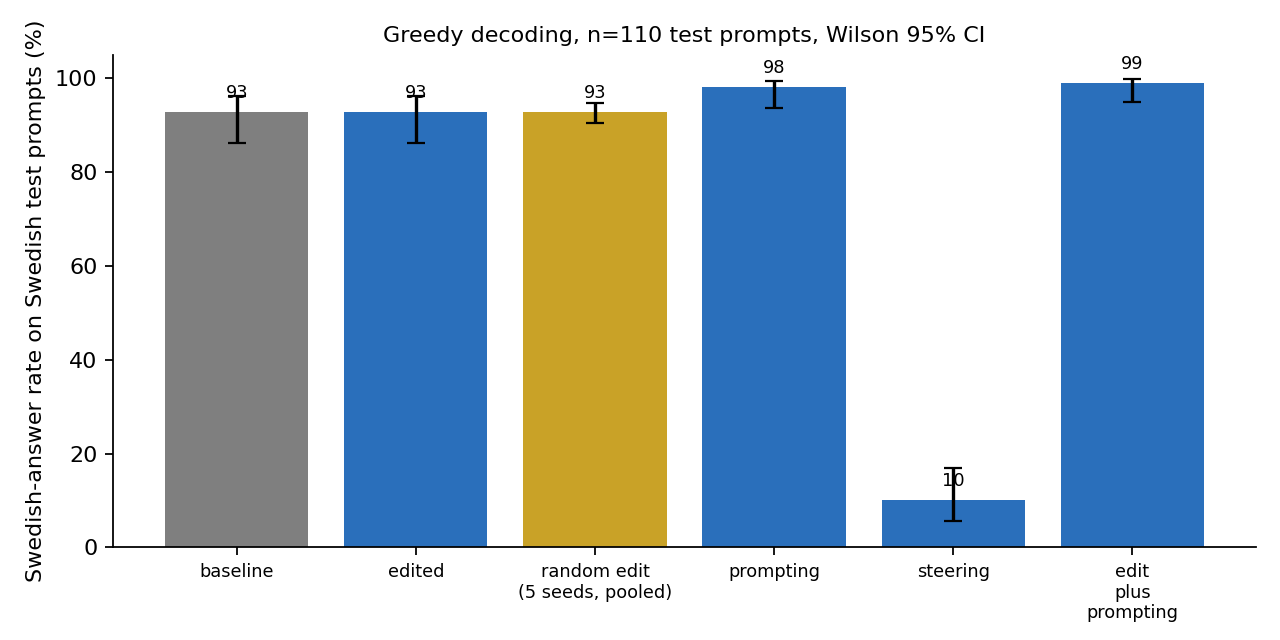 Greedy decoding, n=110 test prompts, Wilson 95% CI
Swedish-answer rate on Swedish test prompts (%)
100
80
60
40
20
0
93
93
93
98
10
99
baseline
edited
random edit
(5 seeds, pooled)
prompting
steering
edit
plus
prompting